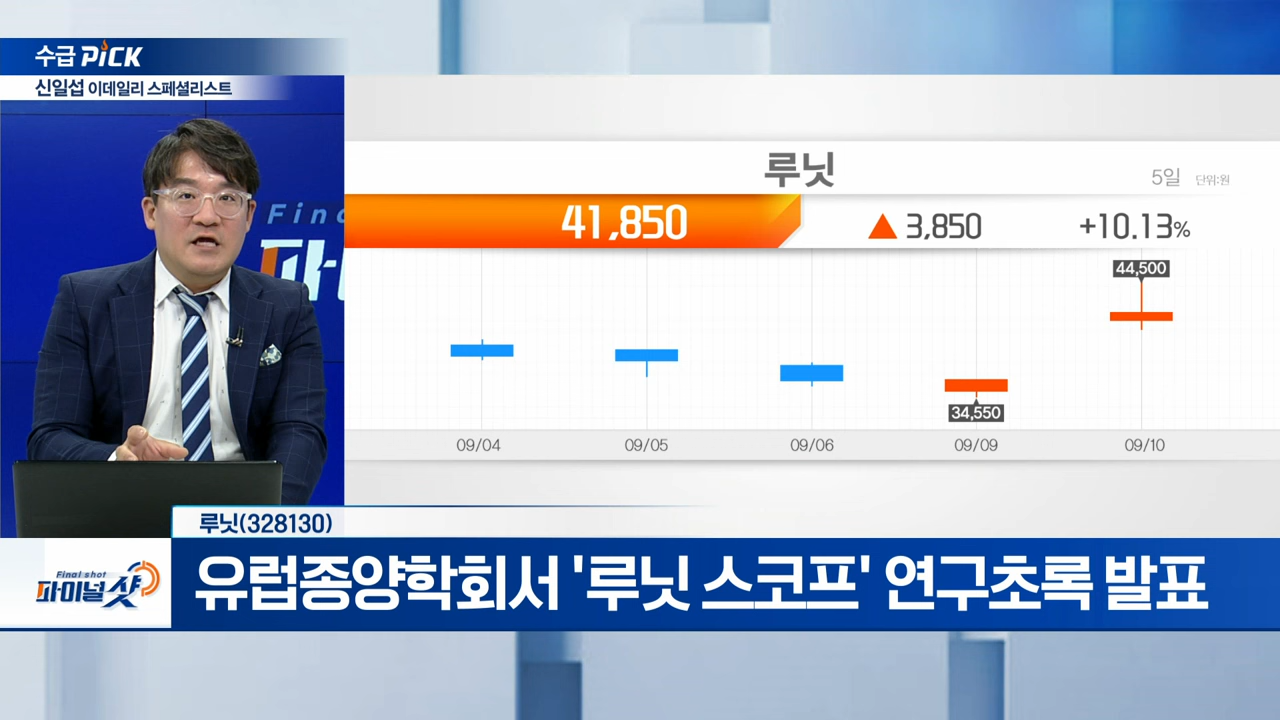 수급 PiCK
신일섭 이데일리 스페셜리스트
Fina
파
루닛
5일 단위:원
41,850 ▲ 3,850 +10.13%
44,500
34,550
09/04 09/05 09/06 09/09 09/10
루닛(328130)
Final shot
파이널샷
유럽종양학회서 '루닛 스코프' 연구초록 발표